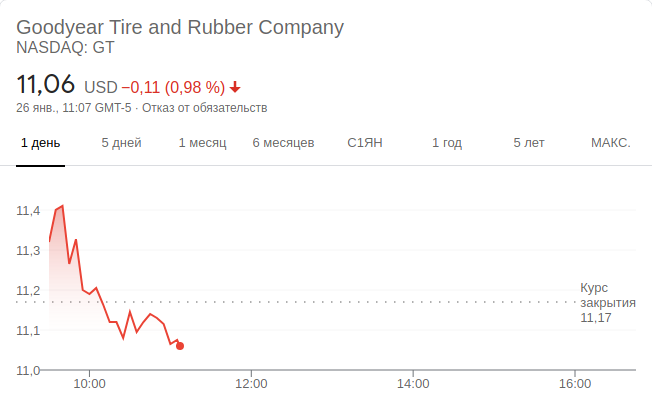 Goodyear Tire and Rubber Company
NASDAQ: GT
11,06 USD −0,11 (0,98 %)
26 янв., 11:07 GMT-5 · Отказ от обязательств
1 день 5 дней 1 месяц 6 месяцев С1ЯН 1 год 5 лет МАКС.
11,4
11,3
11,2
11,1
11,0
Курс
закрытия
11,17
10:00 12:00 14:00 16:00